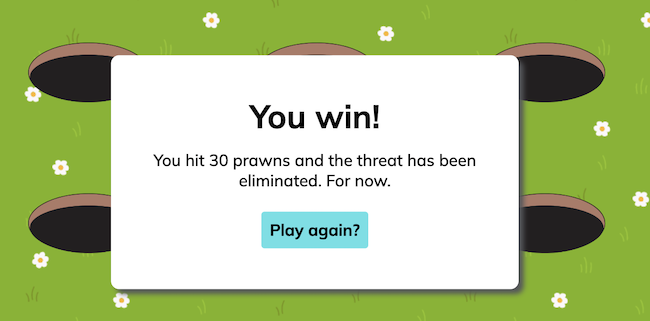 You win!
You hit 30 prawns and the threat has been
eliminated. For now.
Play again?